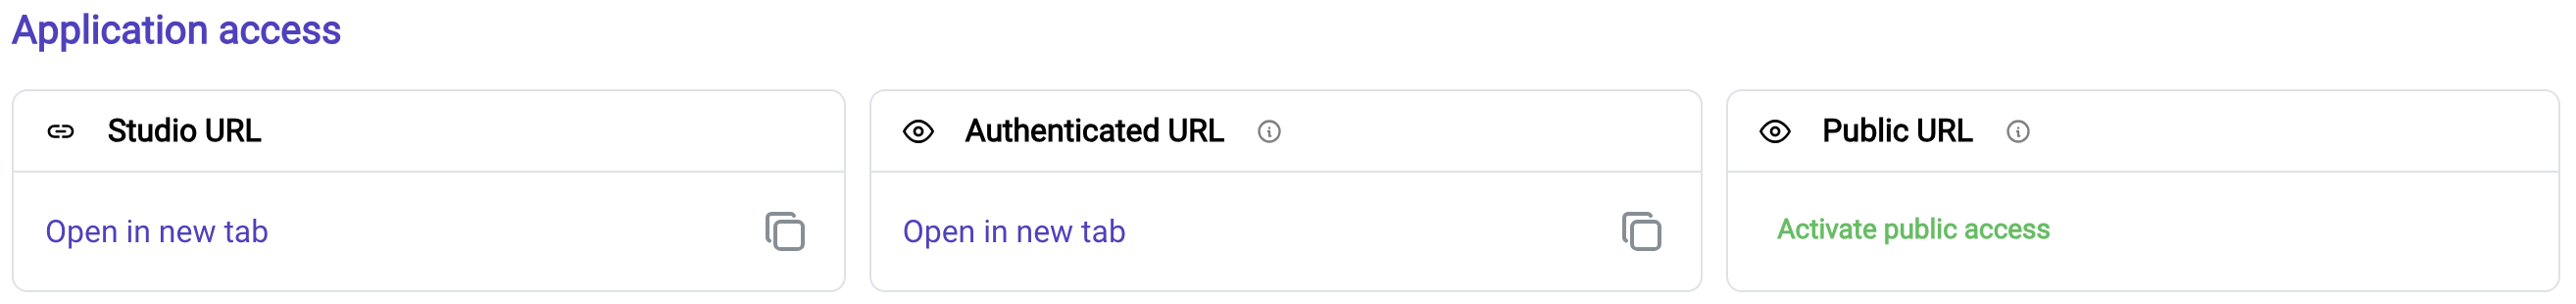 Application access
Studio URL
Authenticated URL
Public URL
Open in new tab
Open in new tab
Activate public access